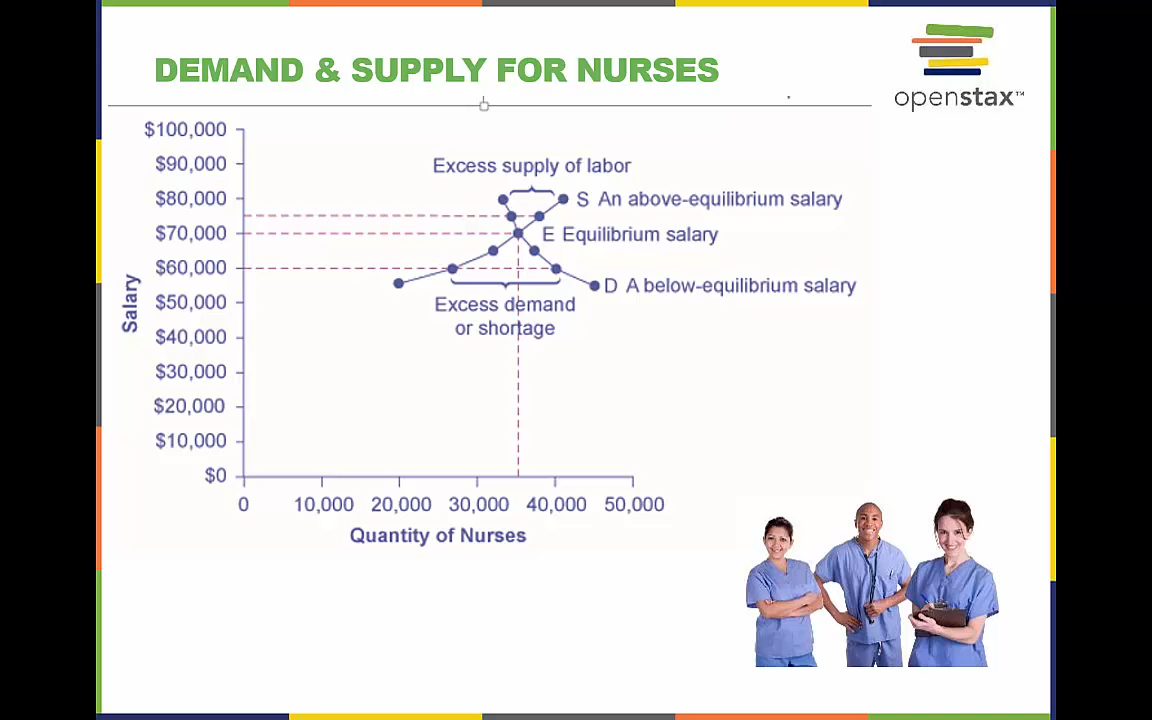 DEMAND & SUPPLY FOR NURSES
openstax™
$100,000
$90,000
Excess supply of labor
$80,000
S An above-equilibrium salary
$70,000
E Equilibrium salary
$60,000
D A below-equilibrium salary
$50,000
Excess demand
or shortage
Salary
$40,000
$30,000
$20,000
$10,000
$0
0 10,000 20,000 30,000 40,000 50,000
Quantity of Nurses